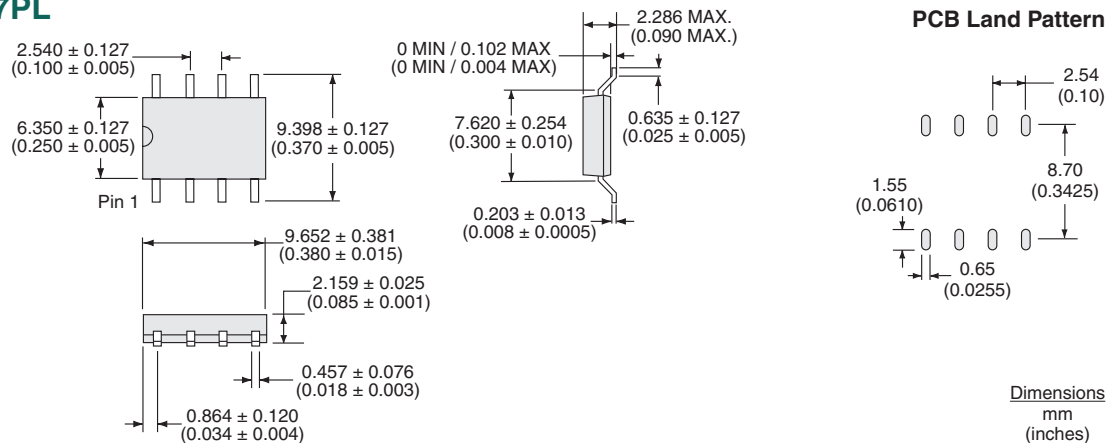 7PL
2.540 ± 0.127
(0.100 ± 0.005)
6.350 ± 0.127
(0.250 ± 0.005)
9.398 ± 0.127
(0.370 ± 0.005)
Pin 1
9.652 ± 0.381
(0.380 ± 0.015)
2.159 ± 0.025
(0.085 ± 0.001)
0.457 ± 0.076
(0.018 ± 0.003)
0.864 ± 0.120
(0.034 ± 0.004)
2.286 MAX.
(0.090 MAX.)
0 MIN / 0.102 MAX
(0 MIN / 0.004 MAX)
0.635 ± 0.127
(0.025 ± 0.005)
7.620 ± 0.254
(0.300 ± 0.010)
0.203 ± 0.013
(0.008 ± 0.0005)
PCB Land Pattern
2.54
(0.10)
8.70
(0.3425)
1.55
(0.0610)
0.65
(0.0255)
Dimensions
mm
(inches)